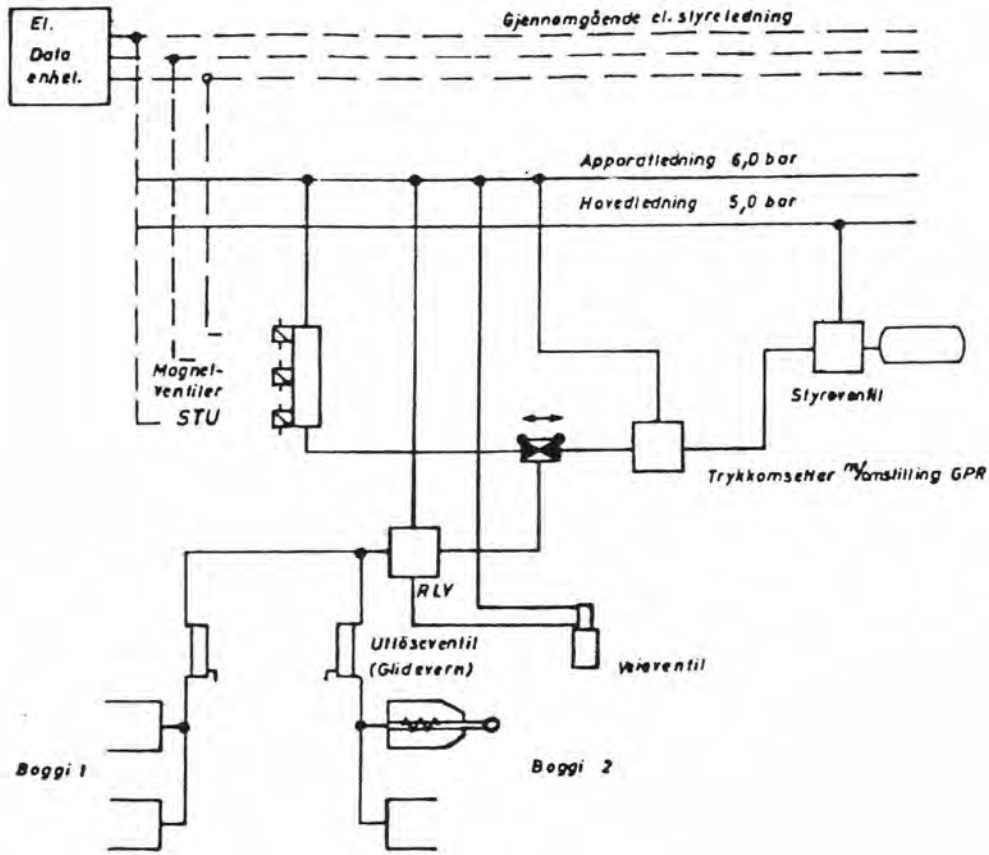 El.
Data
enhet.
Gjennomgående el. styreledning
Apparatledning 6,0 bar
Hovedledning 5,0 bar
Magnet-
ventiler
STU
Styreventil
Trykkomsetter m/omstilling GPR
RLV
Utlöseventil
(Glidevern)
Veieventil
Boggi 1
Boggi 2